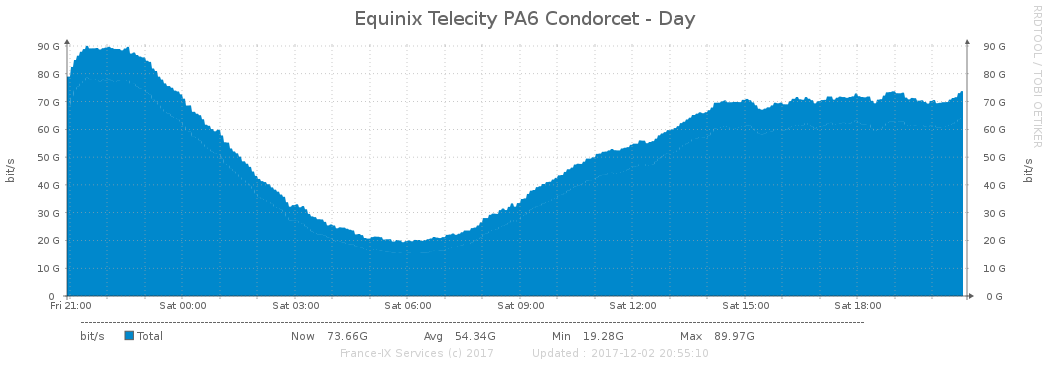 Equinix Telecity PA6 Condorcet - Day
RRDTOOL / TOBI OETIKER
90 G 90 G
80 G 80 G
70 G 70 G
60 G 60 G
50 G 50 G
40 G 40 G
30 G 30 G
20 G 20 G
10 G 10 G
0 0 G
bit/s
bit/s
Fri 21:00 Sat 00:00 Sat 03:00 Sat 06:00 Sat 09:00 Sat 12:00 Sat 15:00 Sat 18:00
bit/s Total Now 73.66G Avg 54.34G Min 19.28G Max 89.97G
France-IX Services (c) 2017 Updated : 2017-12-02 20:55:10